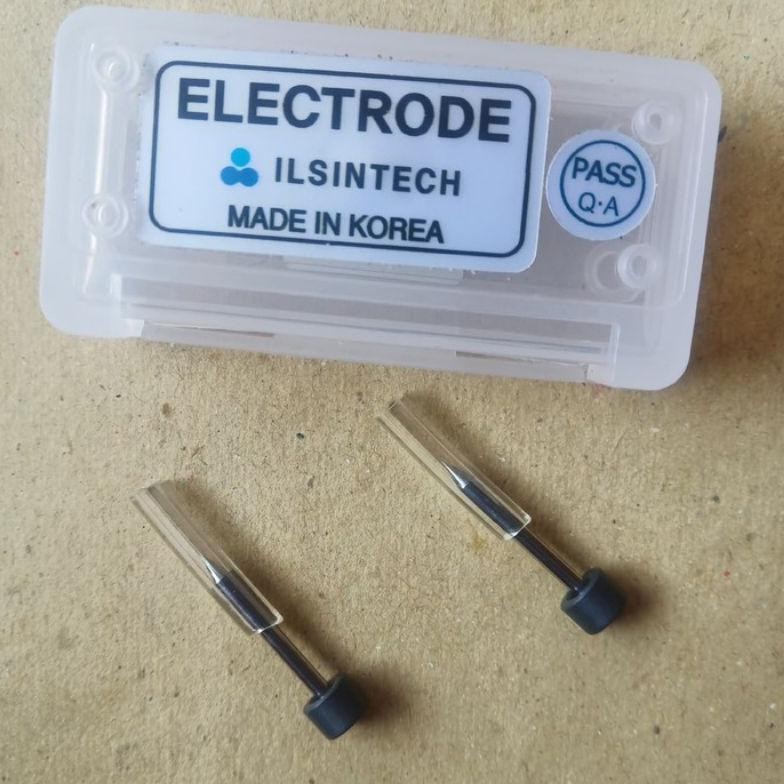 ELECTRODE
ILSINTECH
MADE IN KOREA
PASS
Q·A